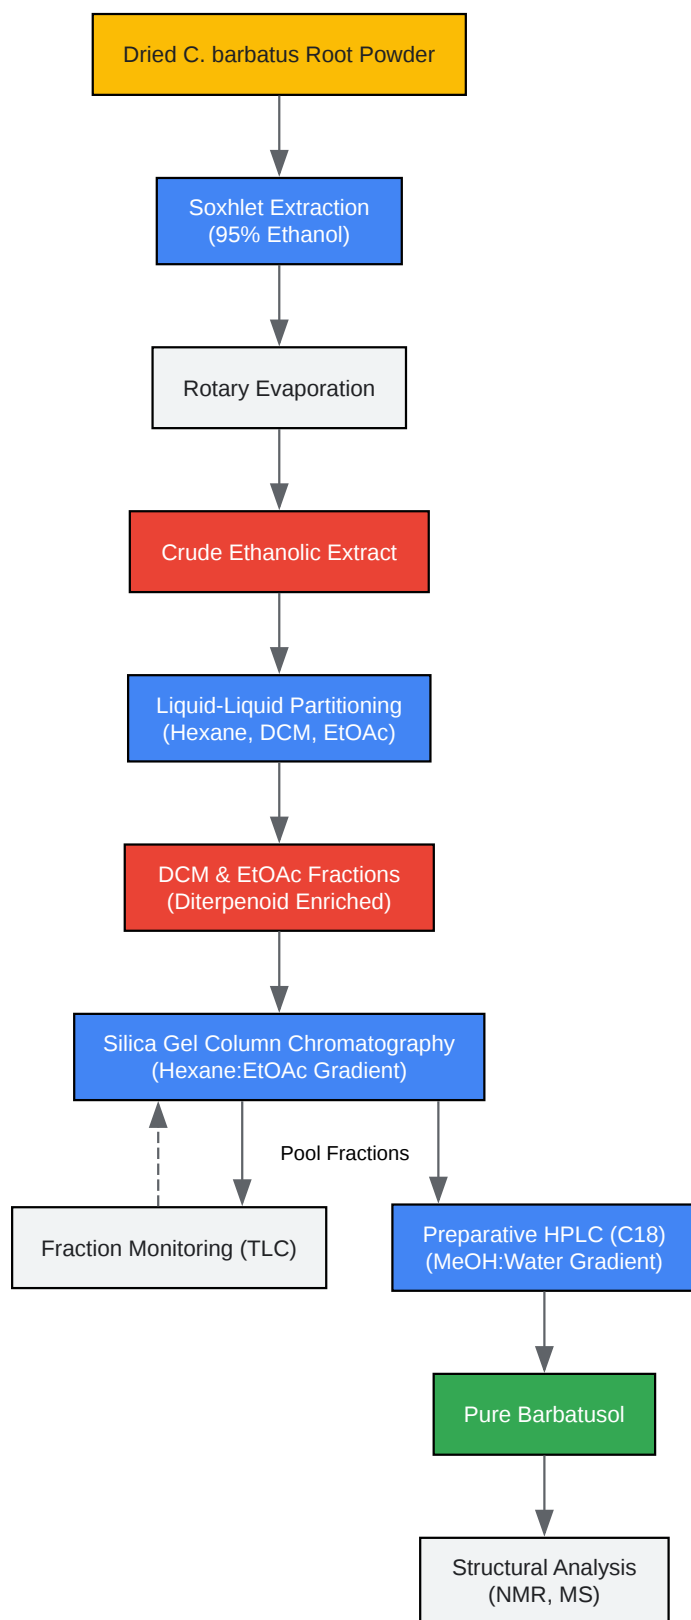 Dried C. barbatus Root Powder
Soxhlet Extraction
(95% Ethanol)
Rotary Evaporation
Crude Ethanolic Extract
Liquid-Liquid Partitioning
(Hexane, DCM, EtOAc)
DCM & EtOAc Fractions
(Diterpenoid Enriched)
Silica Gel Column Chromatography
(Hexane:EtOAc Gradient)
Pool Fractions
Fraction Monitoring (TLC)
Preparative HPLC (C18)
(MeOH:Water Gradient)
Pure Barbatusol
Structural Analysis
(NMR, MS)